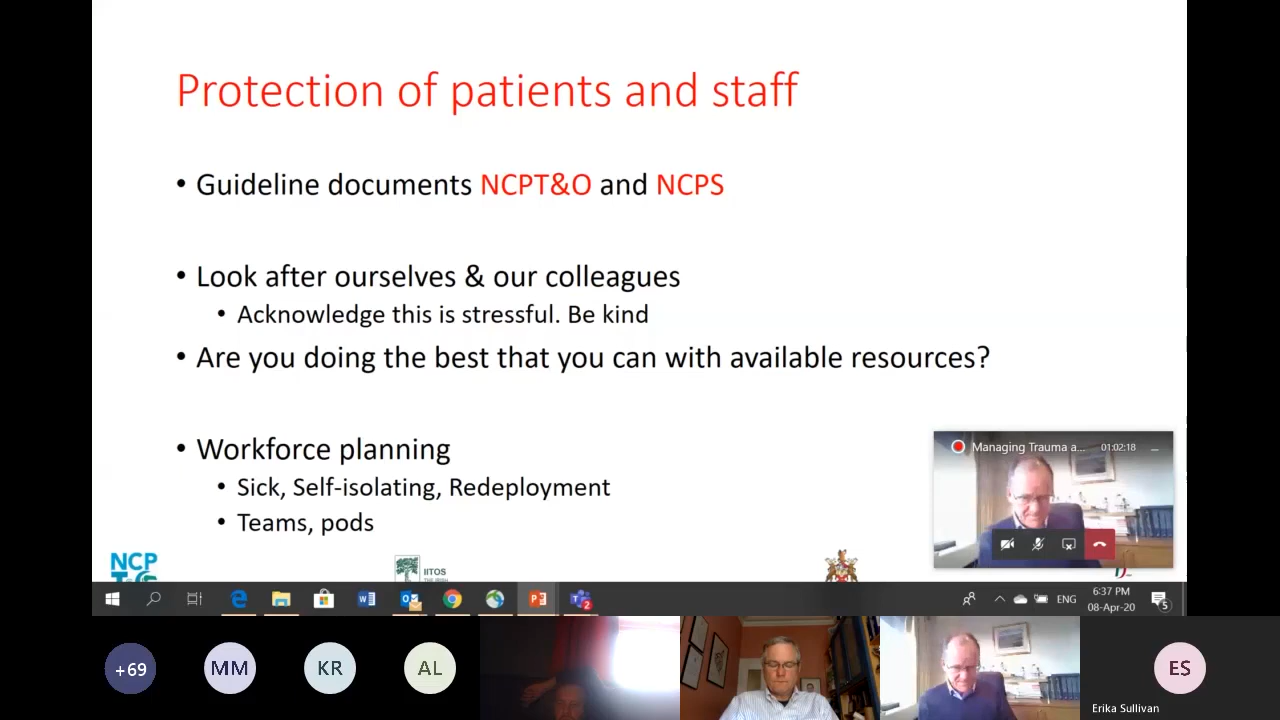 Protection of patients and staff
• Guideline documents NCPT&O and NCPS
• Look after ourselves & our colleagues
• Acknowledge this is stressful. Be kind
• Are you doing the best that you can with available resources?
• Workforce planning
• Sick, Self-isolating, Redeployment
• Teams, pods
Managing Trauma a... 01:02:18
NCP
IITOS
ENG
6:37 PM
08-Apr-20
5
2
+69
MM
KR
AL
ES
Erika Sullivan